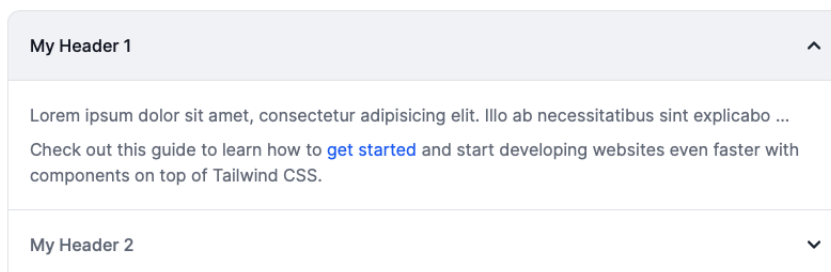 My Header 1
Lorem ipsum dolor sit amet, consectetur adipisicing elit. Illo ab necessitatibus sint explicabo ...
Check out this guide to learn how to get started and start developing websites even faster with
components on top of Tailwind CSS.
My Header 2